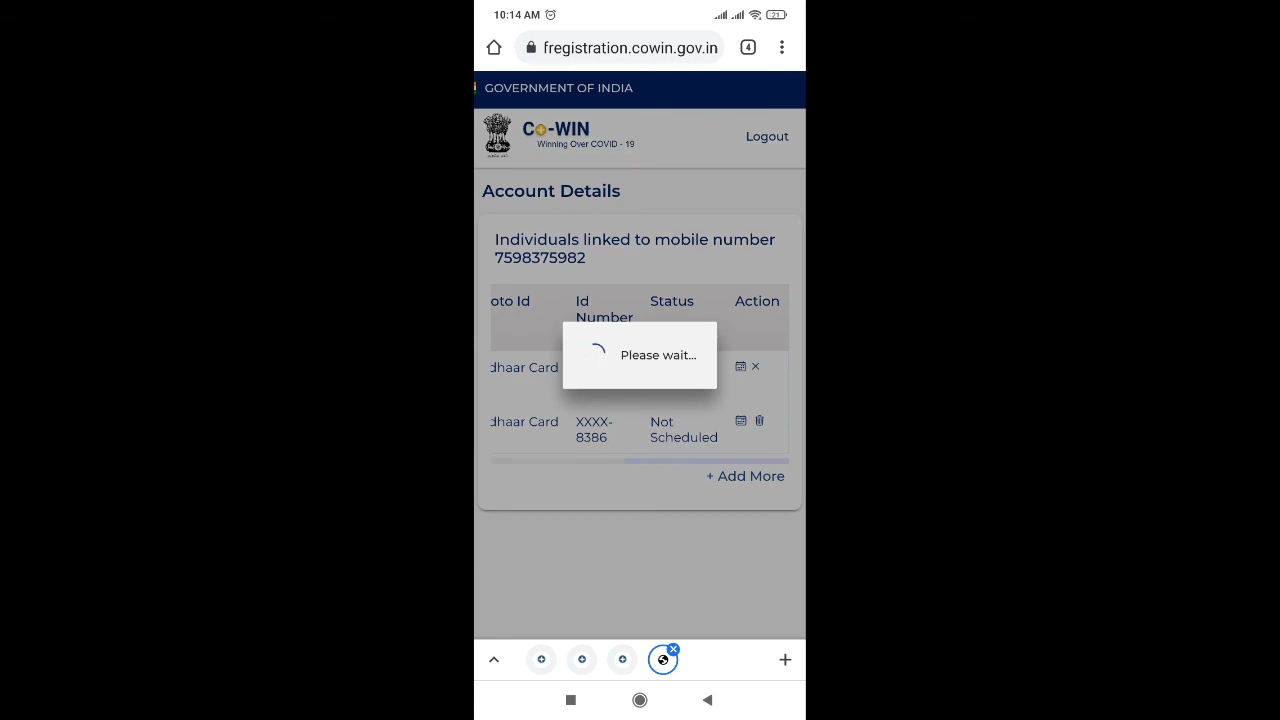 10:14 AM
21
fregistration.cowin.gov.in
4
GOVERNMENT OF INDIA
Co-WIN
Winning Over COVID - 19
Logout
Account Details
Individuals linked to mobile number
7598375982
oto Id
Id
Number
Status
Action
Please wait...
dhaar Card
dhaar Card
XXXX-
8386
Not
Scheduled
+ Add More